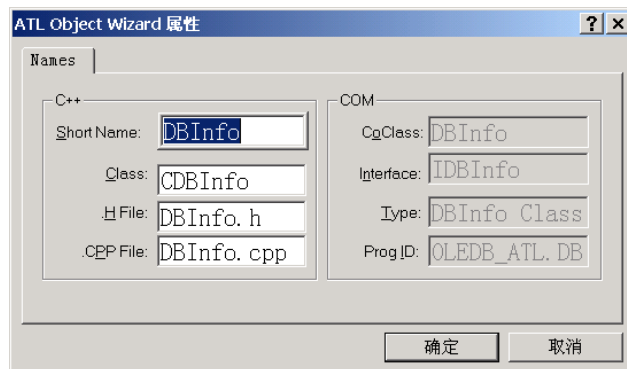 ATL Object Wizard 属性
Names
C++
Short Name: DBInfo
Class: CDBInfo
.H File: DBInfo.h
.CPP File: DBInfo.cpp
COM
CoClass: DBInfo
Interface: IDBInfo
Type: DBInfo Class
Prog ID: OLEDB_ATL.DB
确定
取消